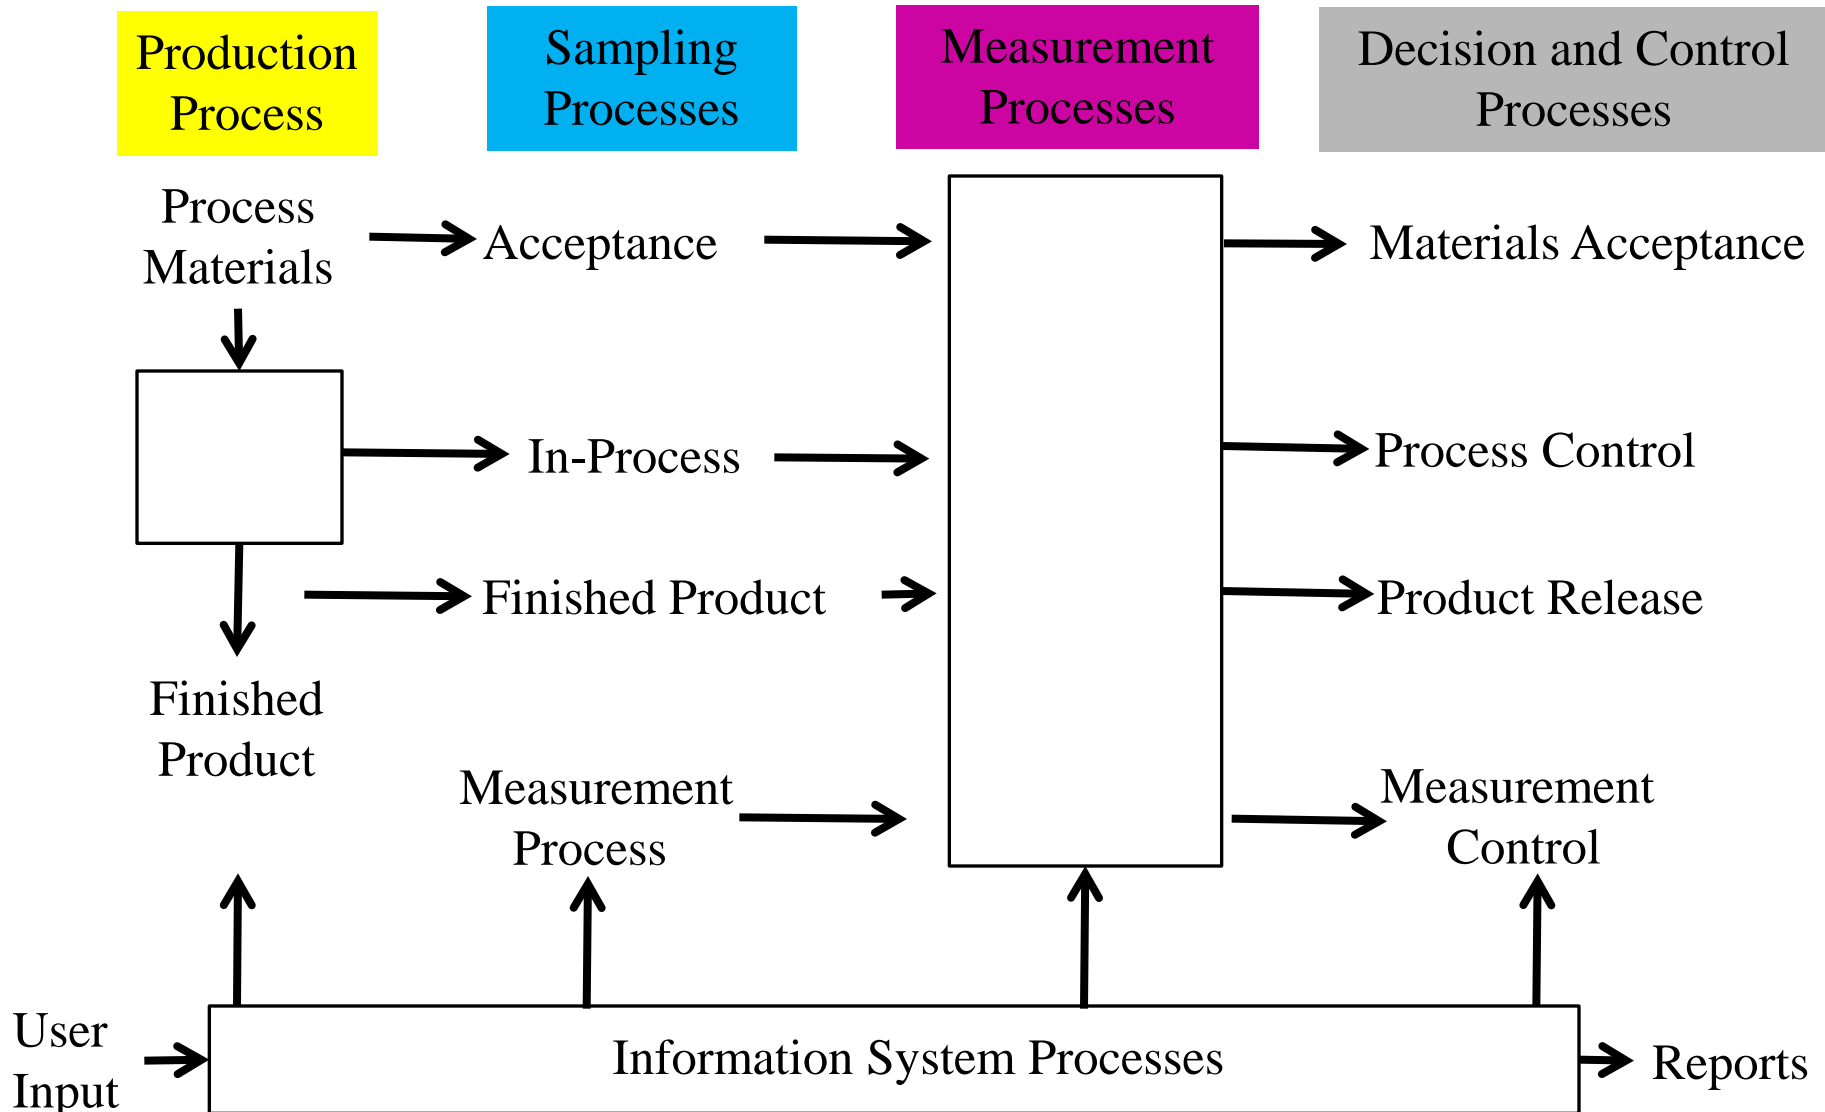 Production
Process
Sampling
Processes
Measurement
Processes
Decision and Control
Processes
Process
Materials
Acceptance
Materials Acceptance
In-Process
Process Control
Finished Product
Product Release
Finished
Product
Measurement
Process
Measurement
Control
User
Input
Information System Processes
Reports